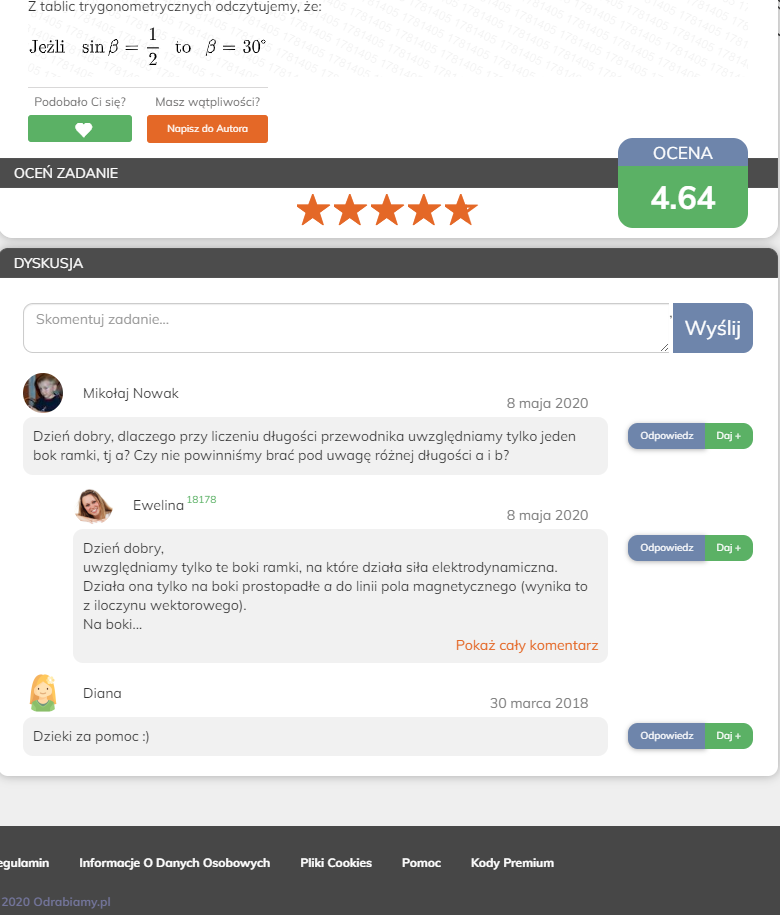 Z tablic trygonometrycznych odczytujemy, że:
Jeżli sin β = 1/2 to β = 30°
Podobało Ci się? Masz wątpliwości?
Napisz do Autora
OCENA
OCEŃ ZADANIE
4.64
DYSKUSJA
Skomentuj zadanie...
Wyślij
Mikołaj Nowak
8 maja 2020
Dzień dobry, dlaczego przy liczeniu długości przewodnika uwzględniamy tylko jeden
bok ramki, tj a? Czy nie powinniśmy brać pod uwagę różnej długości a i b?
Odpowiedz Daj +
Ewelina 18178
8 maja 2020
Dzień dobry,
uwzględniamy tylko te boki ramki, na które działa siła elektrodynamiczna.
Działa ona tylko na boki prostopadłe a do linii pola magnetycznego (wynika to
z iloczynu wektorowego).
Na boki...
Pokaż cały komentarz
Odpowiedz Daj +
Diana
30 marca 2018
Dzieki za pomoc :)
Odpowiedz Daj +
egulamin Informacje O Danych Osobowych Pliki Cookies Pomoc Kody Premium
2020 Odrabiamy.pl